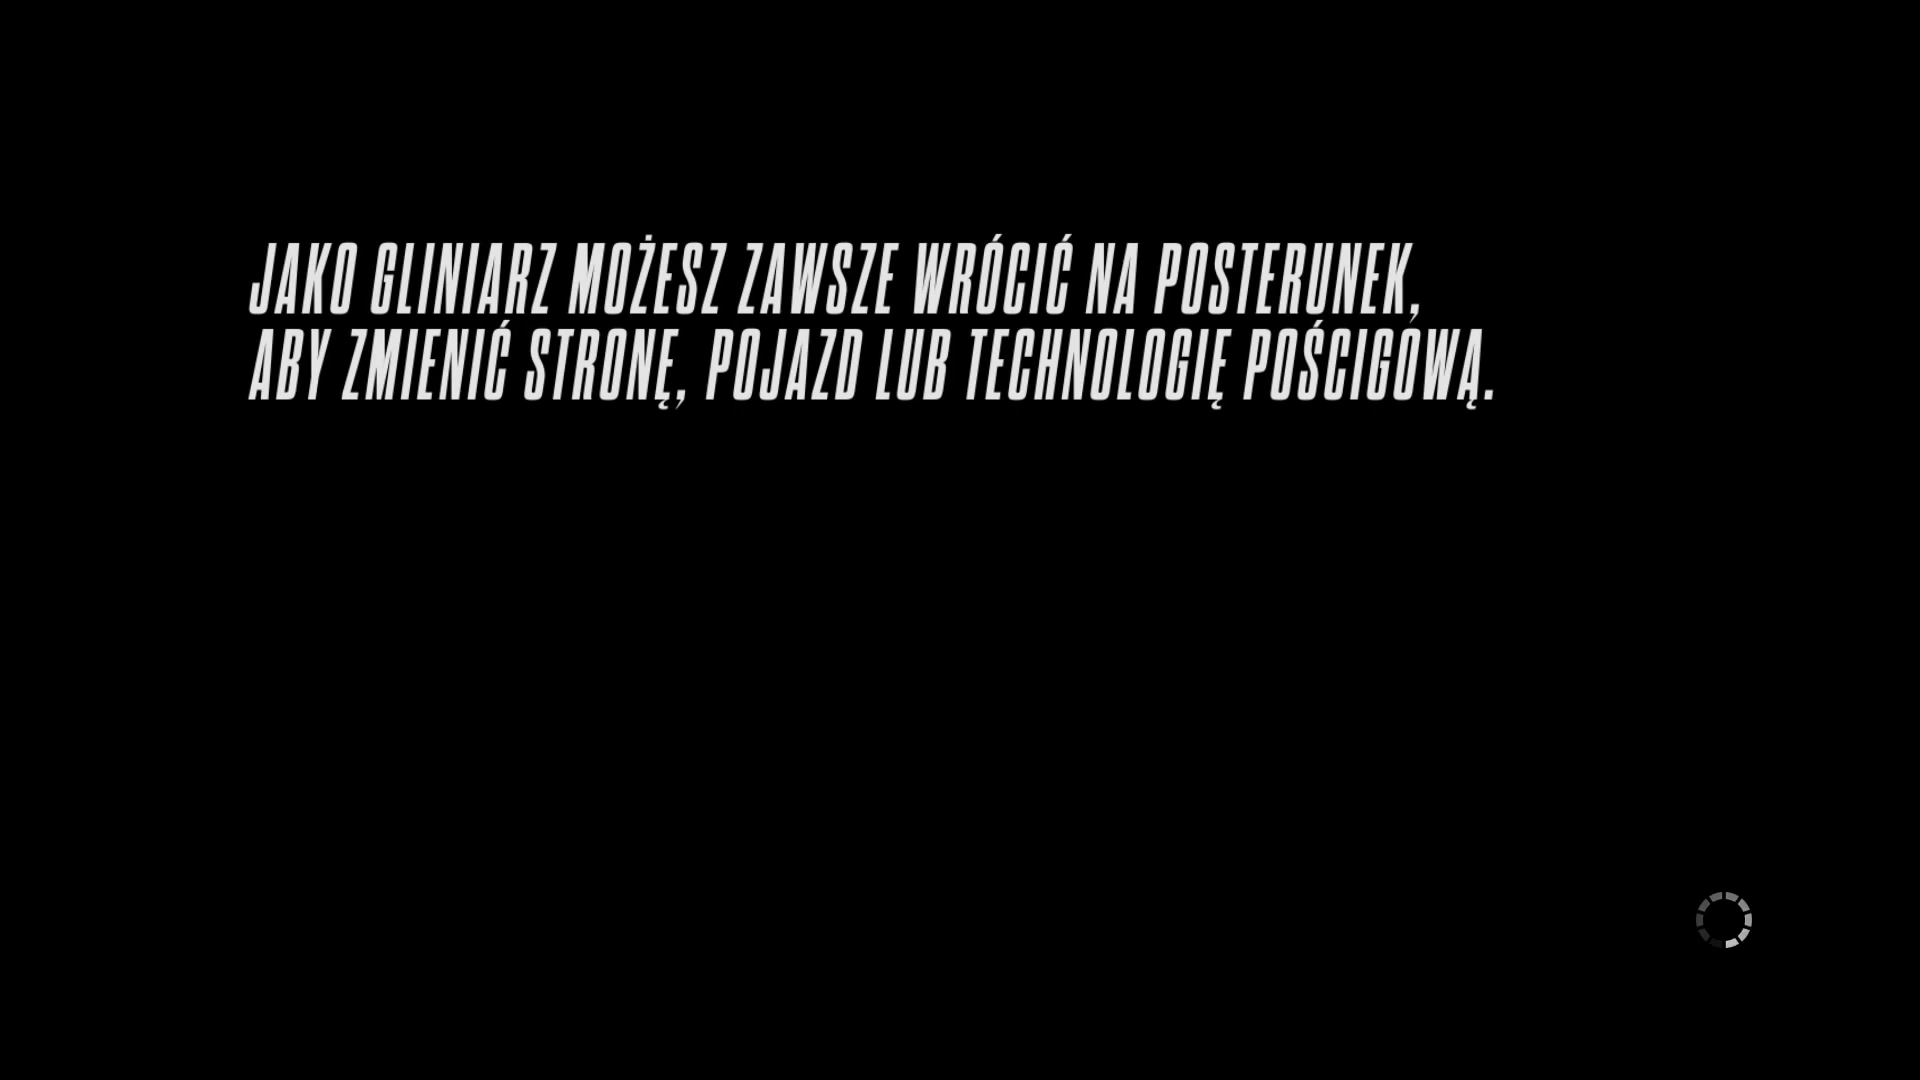 JAKO GLINIARZ MOŻESZ ZAWSZE WRÓCIĆ NA POSTERUNEK,
ABY ZMIENIĆ STRONĘ, POJAZD LUB TECHNOLOGIĘ POŚCIGOWĄ.